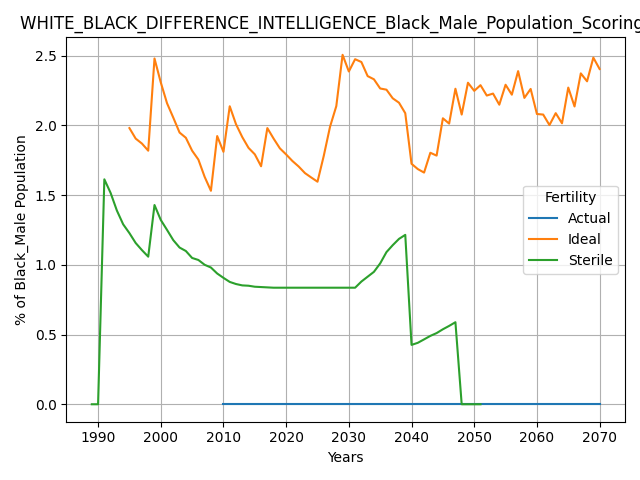 WHITE_BLACK_DIFFERENCE_INTELLIGENCE_Black_Male_Population_Scoring
% of Black_Male Population
2.5
2.0
1.5
1.0
0.5
0.0
Fertility
Actual
Ideal
Sterile
1990 2000 2010 2020 2030 2040 2050 2060 2070
Years